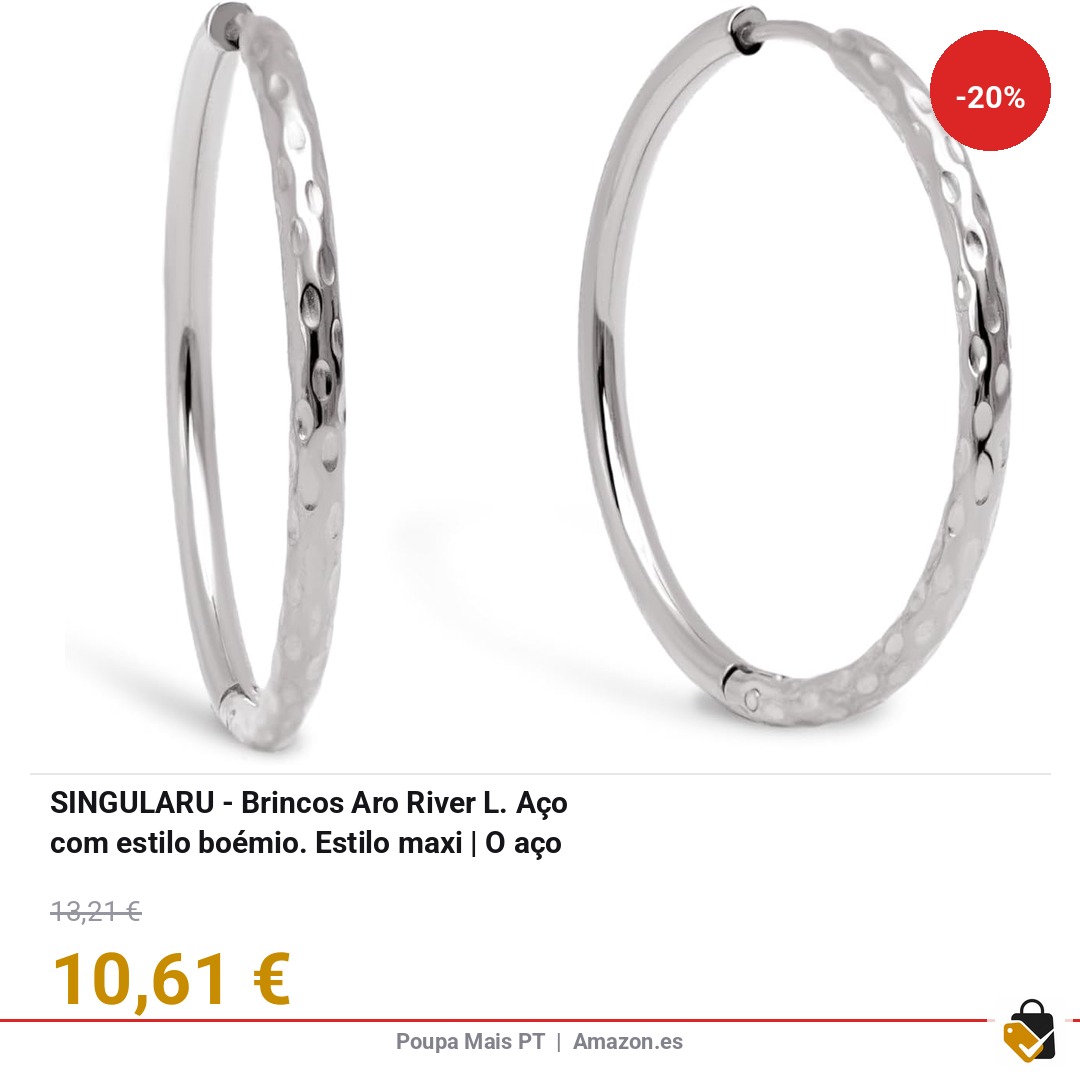 -20%
SINGULARU - Brincos Aro River L. Aço
com estilo boémio. Estilo maxi | O aço
13,21 €
10,61 €
Poupa Mais PT | Amazon.es